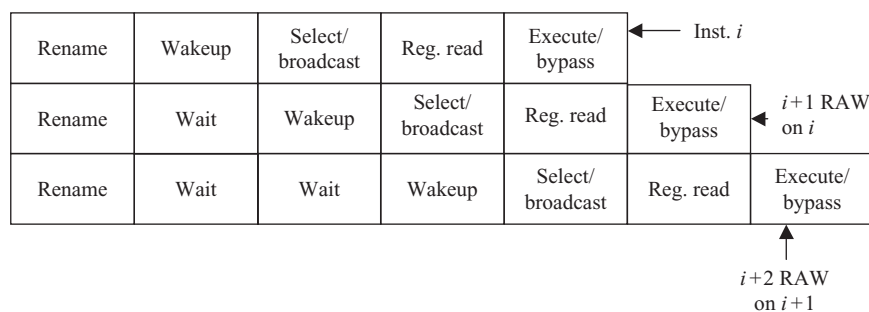 Rename
Wakeup
Select/
broadcast
Reg. read
Execute/
bypass
Inst. i
Rename
Wait
Wakeup
Select/
broadcast
Reg. read
Execute/
bypass
i+1 RAW
on i
Rename
Wait
Wait
Wakeup
Select/
broadcast
Reg. read
Execute/
bypass
i+2 RAW
on i+1